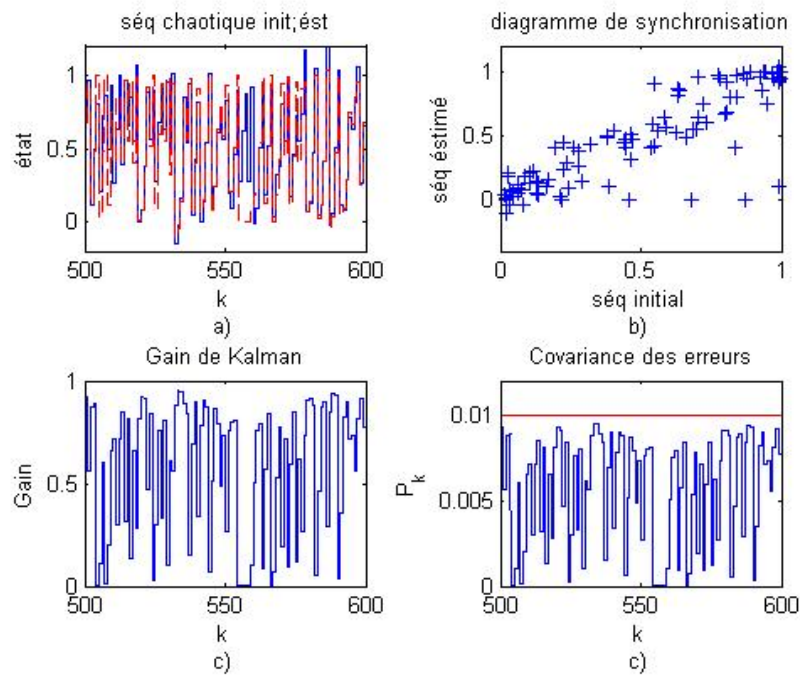 séq chaotique init;ést
état
1
0.5
0
500
550
600
k
a)
diagramme de synchronisation
séq éstimé
1
0.5
0
0
0.5
1
séq initial
b)
Gain de Kalman
Gain
1
0.5
0
500
550
600
k
c)
Covariance des erreurs
P_k
0.01
0.005
0
500
550
600
k
c)